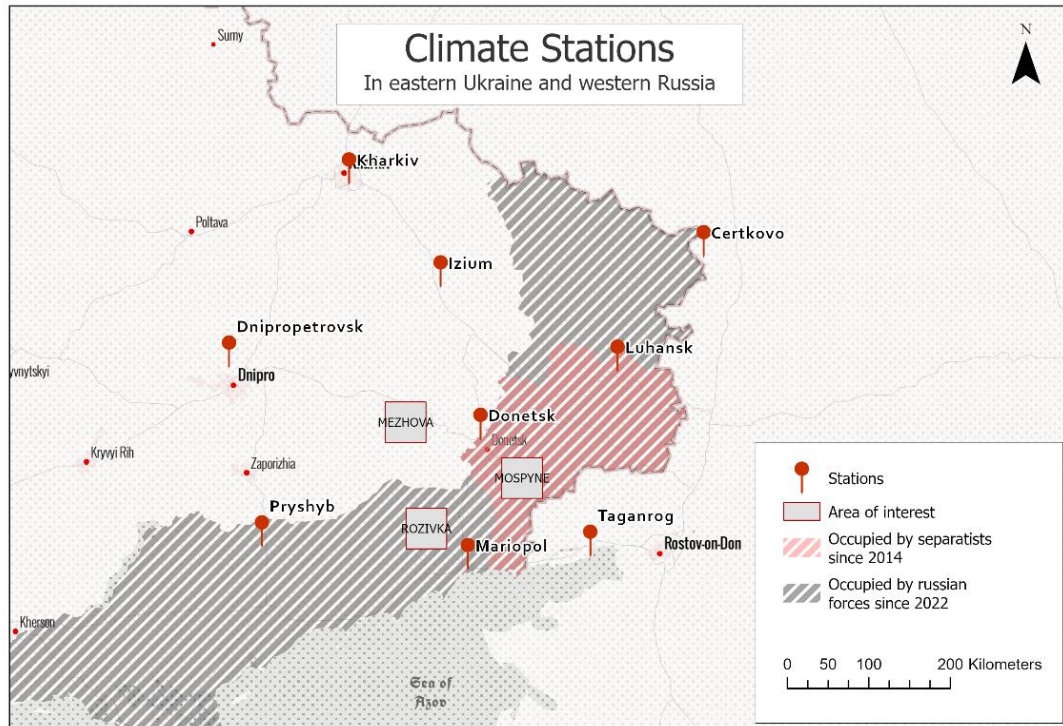 Climate Stations
In eastern Ukraine and western Russia
N
Sumy
Kharkiv
Poltava
Certkovo
Izium
Dnipropetrovsk
Luhansk
yvnytskyi
Dnipro
MEZHOVA
Donetsk
Donetsk
Kryvyi Rih
Zaporizhia
MOSPYNE
Pryshyb
ROZIVKA
Taganrog
Mariopol
Rostov-on-Don
Kherson
Sea of
Azov
Stations
Area of interest
Occupied by separatists
since 2014
Occupied by russian
forces since 2022
0 50 100 200 Kilometers